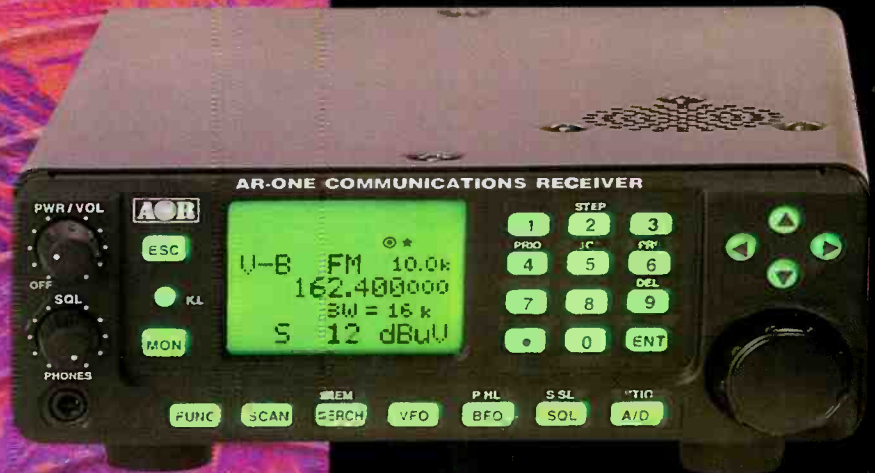 AR-ONE COMMUNICATIONS RECEIVER
PWR/VOL
AOR
OFF
SQL
PHONES
ESC
MON
V-B FM 10.0k
162.400000
BW = 16 k
S 12 dBuV
STEP
1 2 3
PRIO
4 5 6
DEL
7 8 9
• 0 ENT
FUNC SCAN SERCH VFO BFO SQL A/D